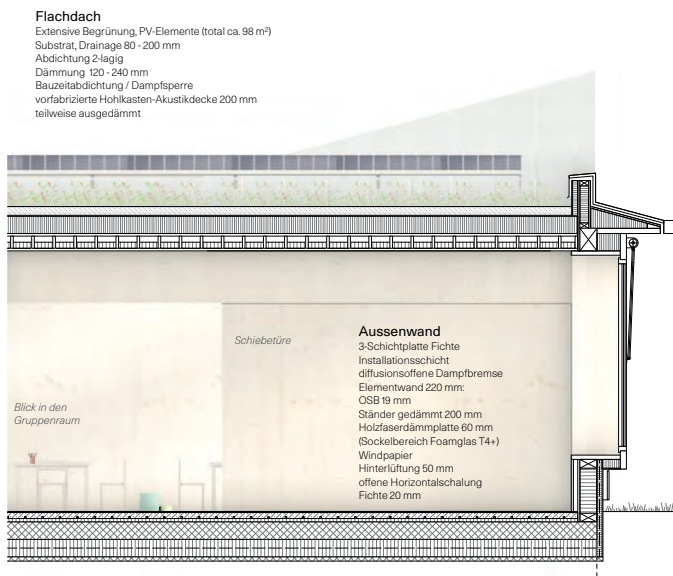 Flachdach
Extensive Begrünung, PV-Elemente (total ca. 98 m²)
Substrat, Drainage 80 - 200 mm
Abdichtung 2-lagig
Dämmung 120 - 240 mm
Bauzeitabdichtung / Dampfsperre
vorfabrizierte Hohlkasten-Akustikdecke 200 mm
teilweise ausgedämmt
Schiebetüre
Blick in den
Gruppenraum
Aussenwand
3-Schichtplatte Fichte
Installationsschicht
diffusionsoffene Dampfbremse
Elementwand 220 mm:
OSB 19 mm
Ständer gedämmt 200 mm
Holzfaserdämmplatte 60 mm
(Sockelbereich Foamglas T4+)
Windpapier
Hinterlüftung 50 mm
offene Horizontalschalung
Fichte 20 mm